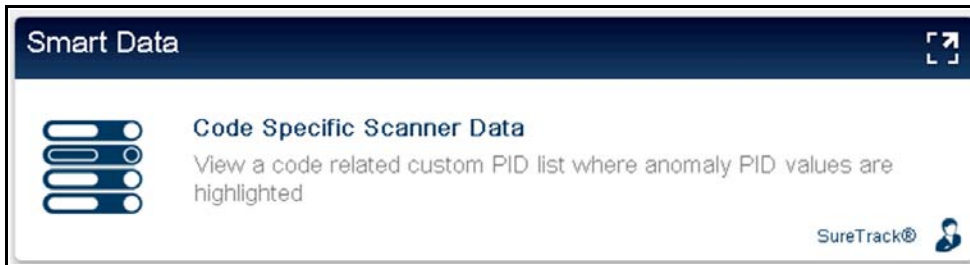 Smart Data
Code Specific Scanner Data
View a code related custom PID list where anomaly PID values are
highlighted
SureTrack®